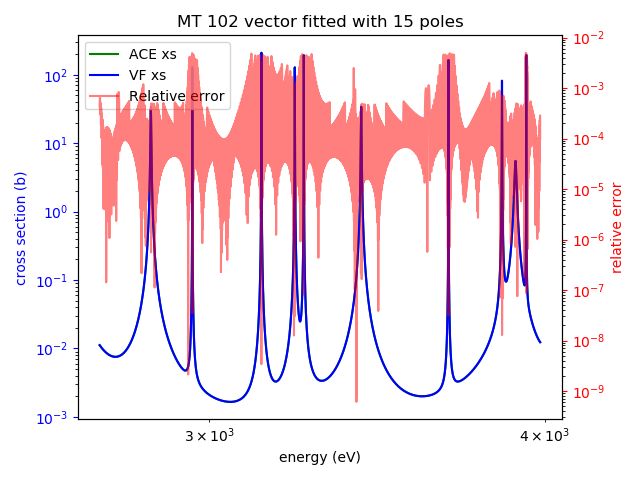 MT 102 vector fitted with 15 poles
ACE xs
VF xs
Relative error
cross section (b)
10²
10¹
10⁰
10⁻¹
10⁻²
10⁻³
10⁻²
10⁻³
10⁻⁴
10⁻⁵
10⁻⁶
10⁻⁷
10⁻⁸
10⁻⁹
relative error
3 × 10³
4 × 10³
energy (eV)